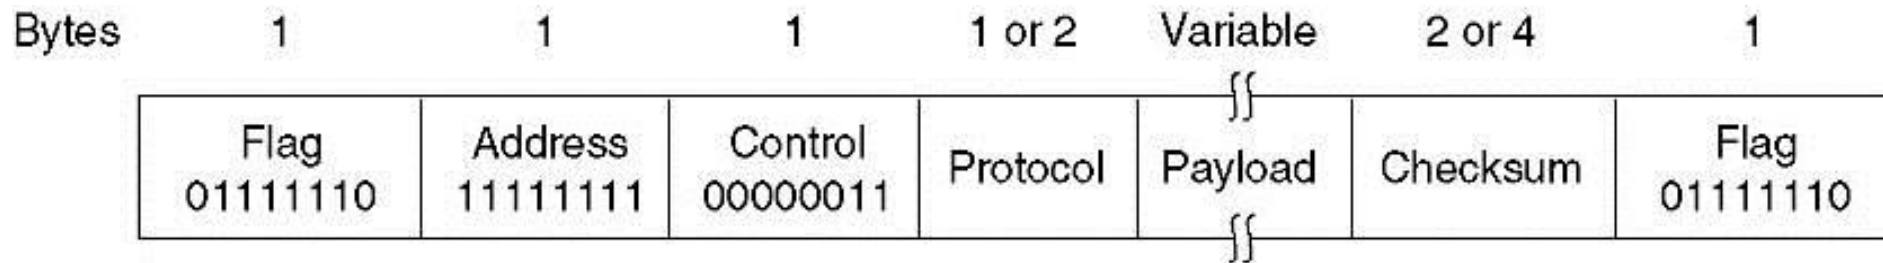 Bytes 1 1 1 1 or 2 Variable 2 or 4 1
Flag Address Control Protocol Payload Checksum Flag
01111110 11111111 00000011 01111110